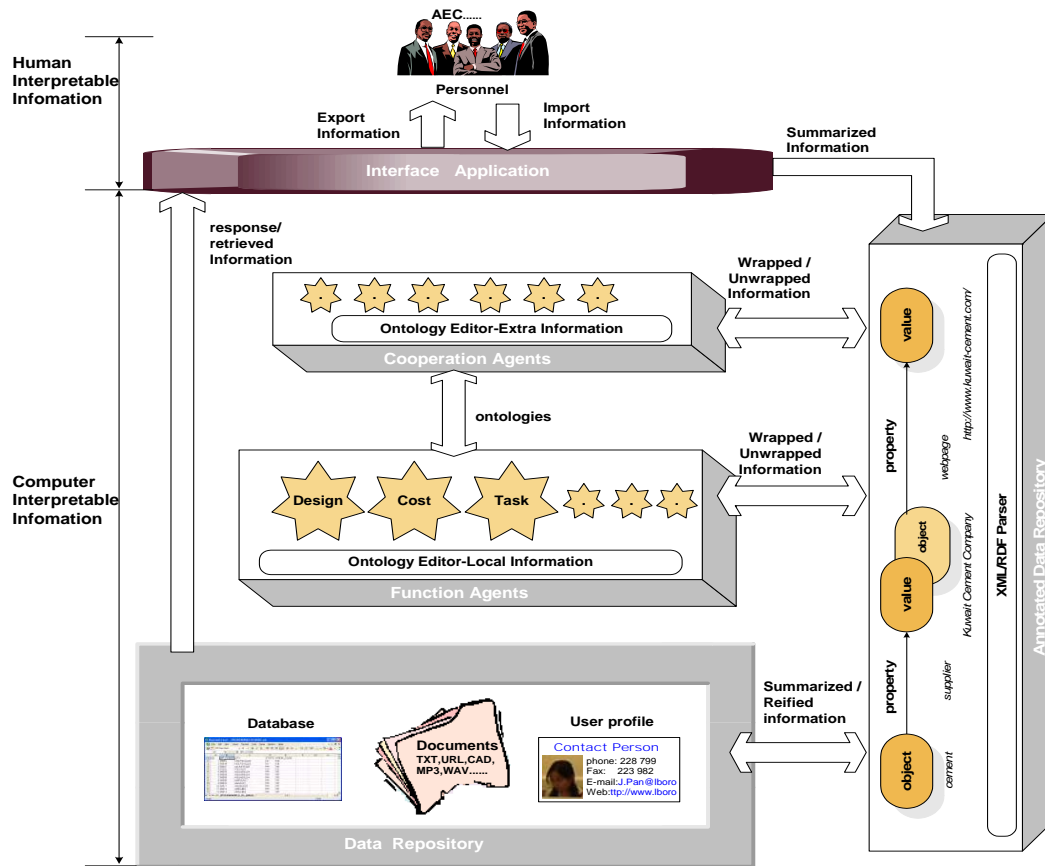 AEC......
Personnel
Human
Interpretable
Infomation
Export
Information
Import
Information
Summarized
Information
Interface Application
response/
retrieved
Information
Wrapped /
Unwrapped
Information
Ontology Editor-Extra Information
Cooperation Agents
ontologies
Wrapped /
Unwrapped
Information
Computer
Interpretable
Infomation
Design
Cost
Task
Ontology Editor-Local Information
Function Agents
Summarized /
Reified
information
Database
Documents
TXT,URL,CAD,
MP3,WAV......
User profile
Contact Person
phone: 228 799
Fax: 223 982
E-mail:J.Pan@lboro
Web:ttp://www.lboro
Data Repository
value
http://www.kuwait-cement.com/
property
webpage
object
value
Kuwait Cement Company
property
supplier
object
cement
XML/RDF Parser
Annotated Data Repository